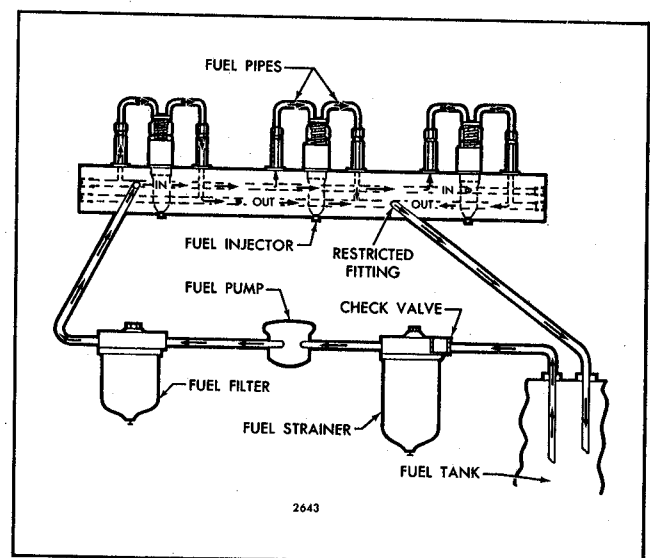 FUEL PIPES
IN
IN
OUT
OUT
FUEL INJECTOR
RESTRICTED
FITTING
FUEL PUMP
CHECK VALVE
FUEL FILTER
FUEL STRAINER
FUEL TANK
2643